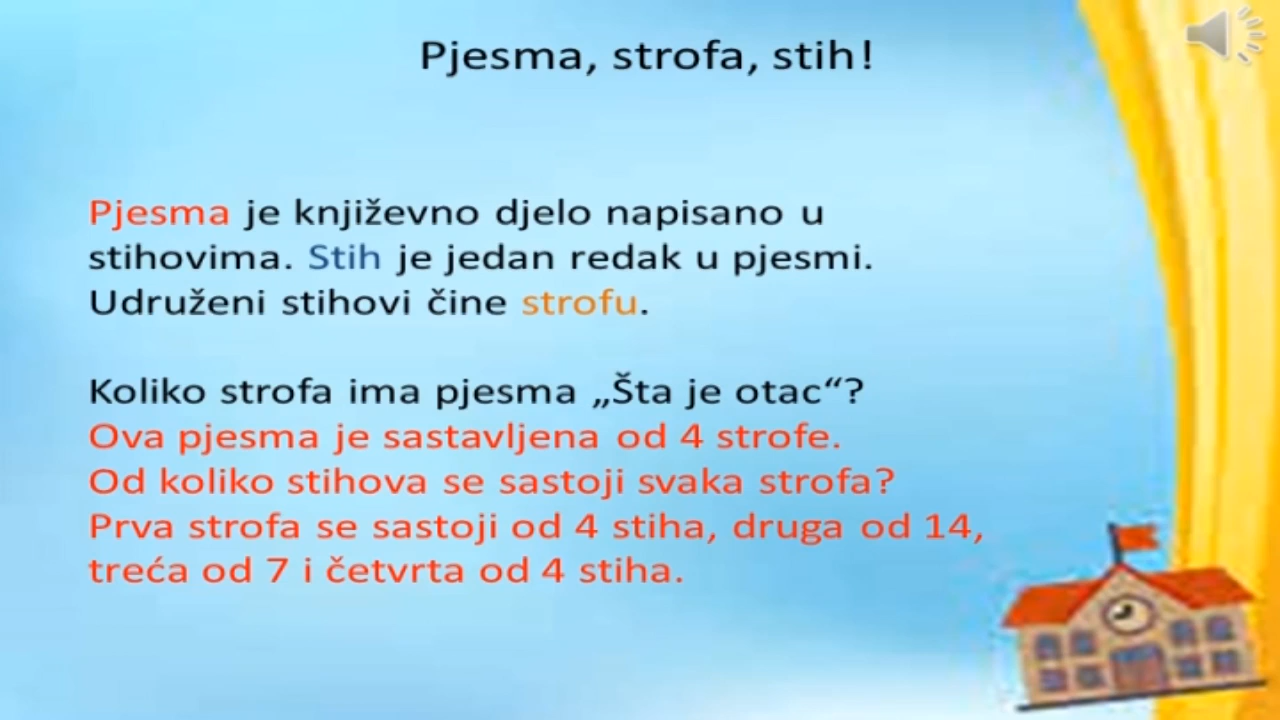 Pjesma, strofa, stih!
Pjesma je književno djelo napisano u
stihovima. Stih je jedan redak u pjesmi.
Udruženi stihovi čine strofu.
Koliko strofa ima pjesma „Šta je otac“?
Ova pjesma je sastavljena od 4 strofe.
Od koliko stihova se sastoji svaka strofa?
Prva strofa se sastoji od 4 stiha, druga od 14,
treća od 7 i četvrta od 4 stiha.